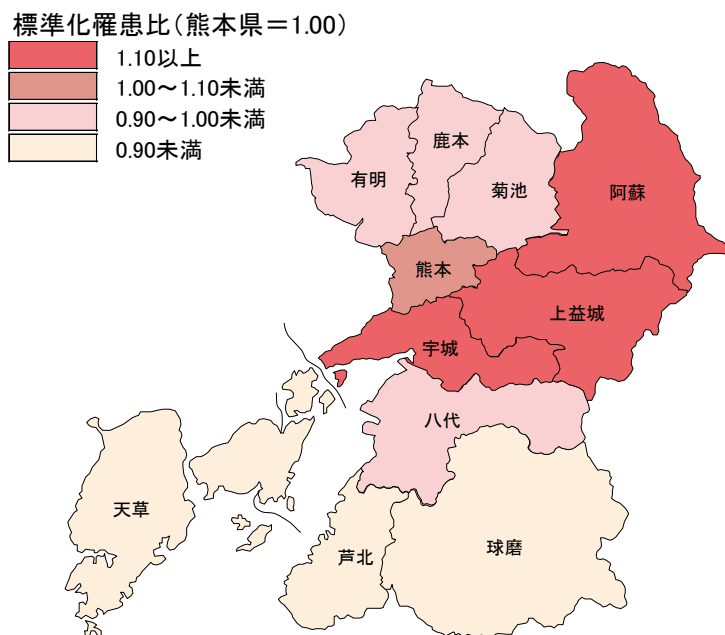 標準化罹患比(熊本県＝1.00)
1.10以上
1.00～1.10未満
0.90～1.00未満
0.90未満
鹿本
有明
菊池
阿蘇
熊本
上益城
宇城
八代
天草
球磨
芦北